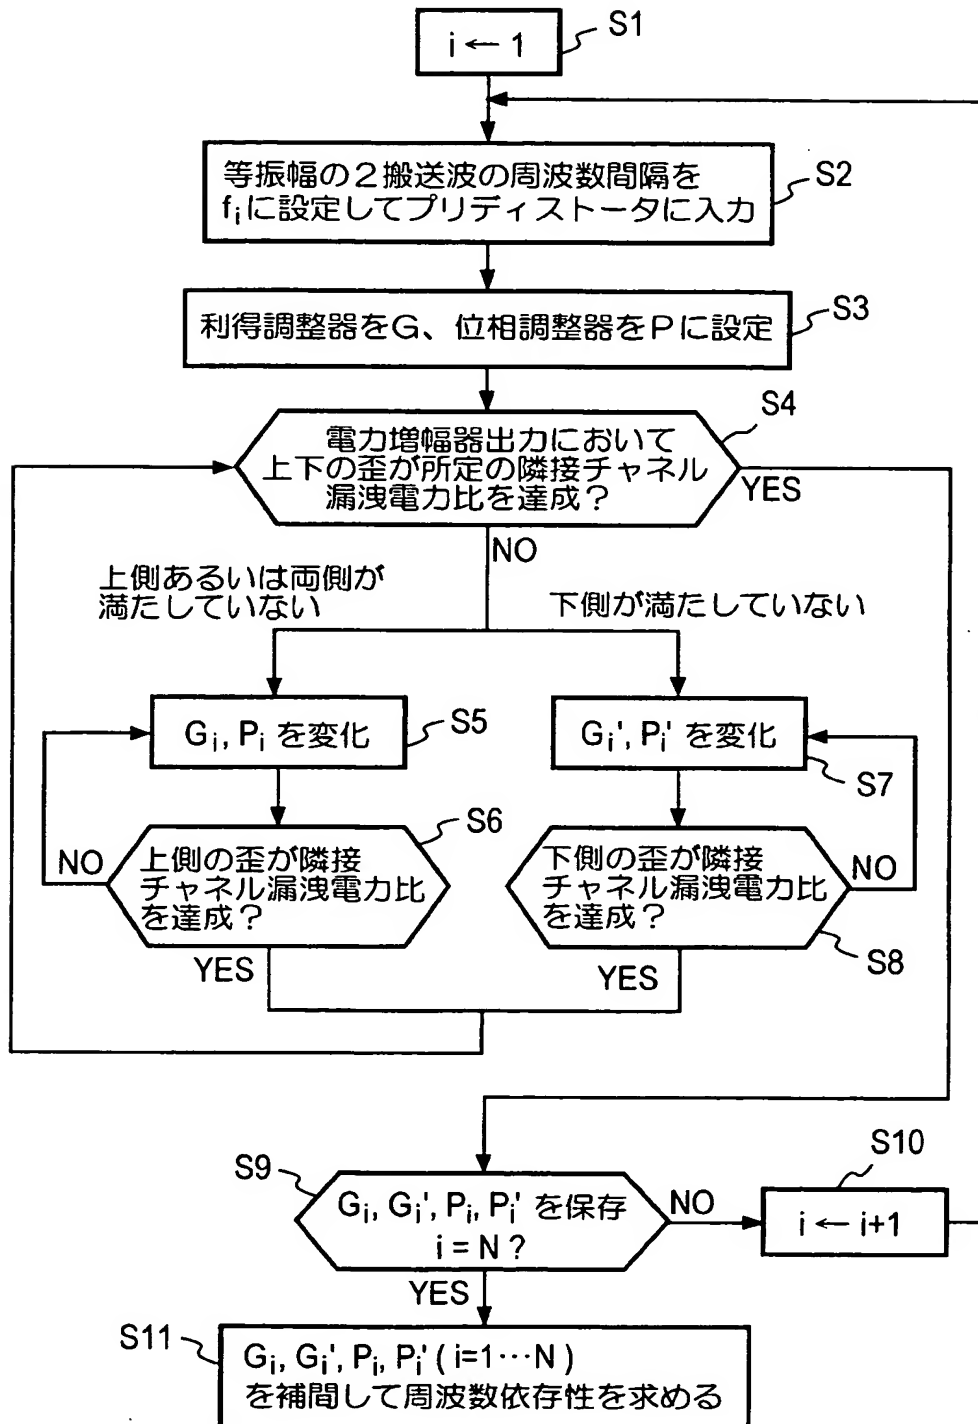 i ← 1
S1
等振幅の2搬送波の周波数間隔を
fiに設定してプリディストータに入力
S2
利得調整器をG、位相調整器をPに設定
S3
電力増幅器出力において
上下の歪が所定の隣接チャネル
漏洩電力比を達成？
S4
YES
NO
上側あるいは両側が
満たしていない
下側が満たしていない
Gi, Pi を変化
S5
Gi', Pi' を変化
S7
上側の歪が隣接
チャネル漏洩電力比
を達成？
S6
NO
YES
下側の歪が隣接
チャネル漏洩電力比
を達成？
NO
S8
YES
S9
Gi, Gi', Pi, Pi' を保存
i = N ?
NO
S10
i ← i+1
YES
S11
Gi, Gi', Pi, Pi' ( i=1…N )
を補間して周波数依存性を求める